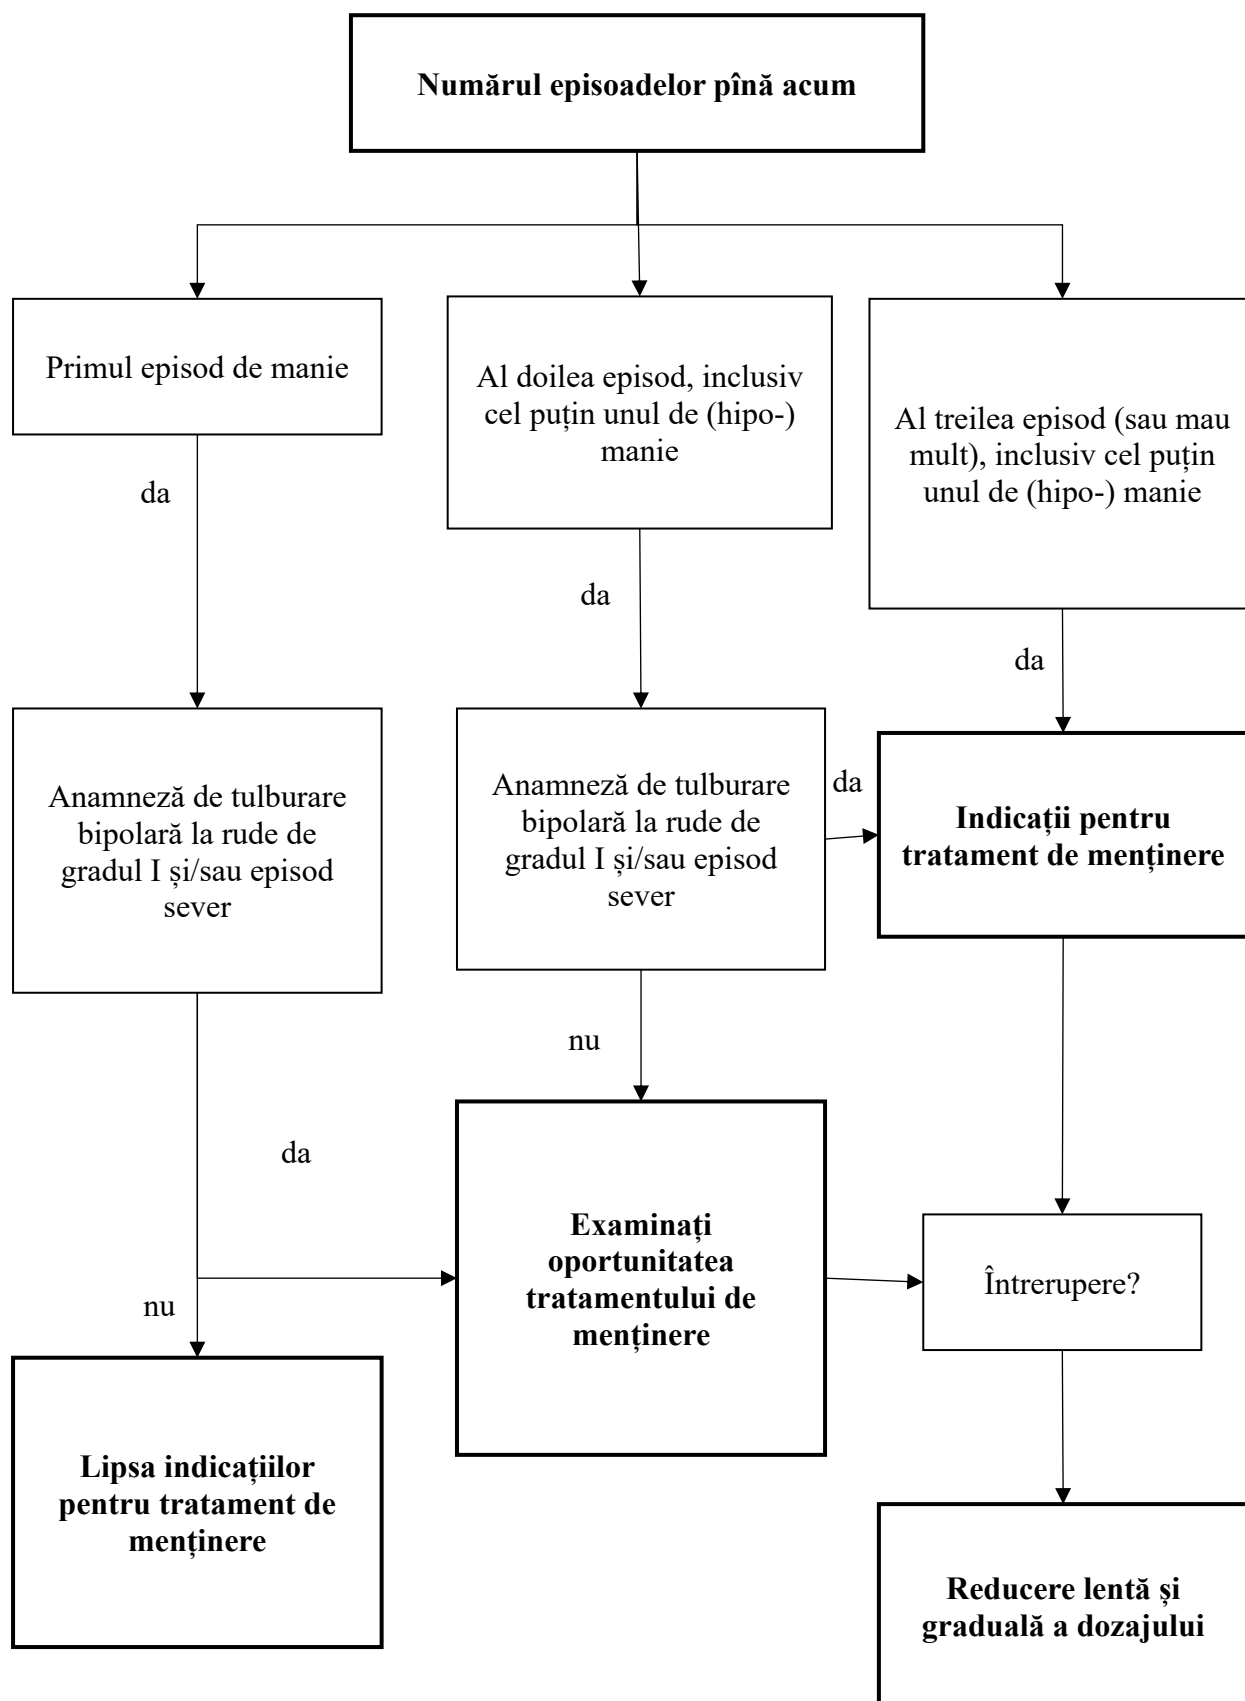 Numărul episoadelor pînă acum
Primul episod de manie
Al doilea episod, inclusiv
cel puțin unul de (hipo-)
manie
Al treilea episod (sau mau
mult), inclusiv cel puțin
unul de (hipo-) manie
da
da
da
Anamneză de tulburare
bipolară la rude de
gradul I și/sau episod
sever
Anamneză de tulburare
bipolară la rude de
gradul I și/sau episod
sever
da
Indicații pentru
tratament de menținere
nu
da
Examinați
oportunitatea
tratamentului de
menținere
Întrerupere?
nu
Lipsa indicațiilor
pentru tratament de
menținere
Reducere lentă și
graduală a dozajului